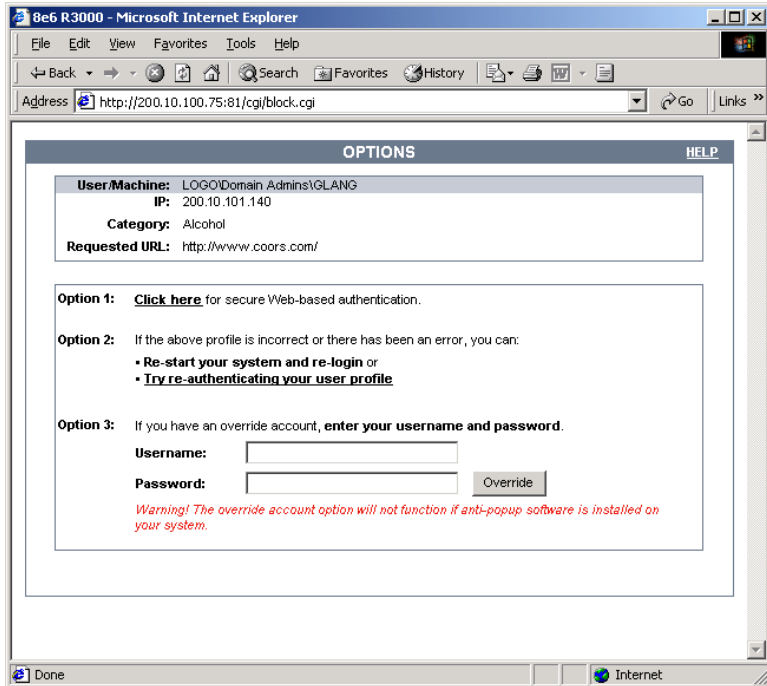 8e6 R3000 - Microsoft Internet Explorer
File Edit View Favorites Tools Help
Back Search Favorites History
Address http://200.10.100.75:81/cgi/block.cgi Go Links »
OPTIONS HELP
User/Machine: LOGO\Domain Admins\GLANG
IP: 200.10.101.140
Category: Alcohol
Requested URL: http://www.coors.com/
Option 1: Click here for secure Web-based authentication.
Option 2: If the above profile is incorrect or there has been an error, you can:
▪ Re-start your system and re-login or
▪ Try re-authenticating your user profile
Option 3: If you have an override account, enter your username and password.
Username:
Password: Override
Warning! The override account option will not function if anti-popup software is installed on
your system.
Done Internet